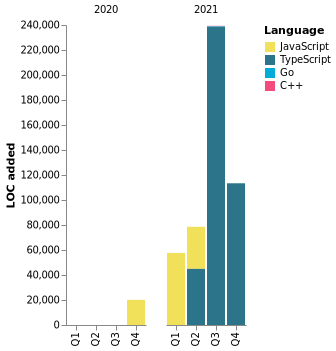 2020
2021
Language
JavaScript
TypeScript
Go
C++
LOC added
240,000
220,000
200,000
180,000
160,000
140,000
120,000
100,000
80,000
60,000
40,000
20,000
0
Q1
Q2
Q3
Q4
Q1
Q2
Q3
Q4